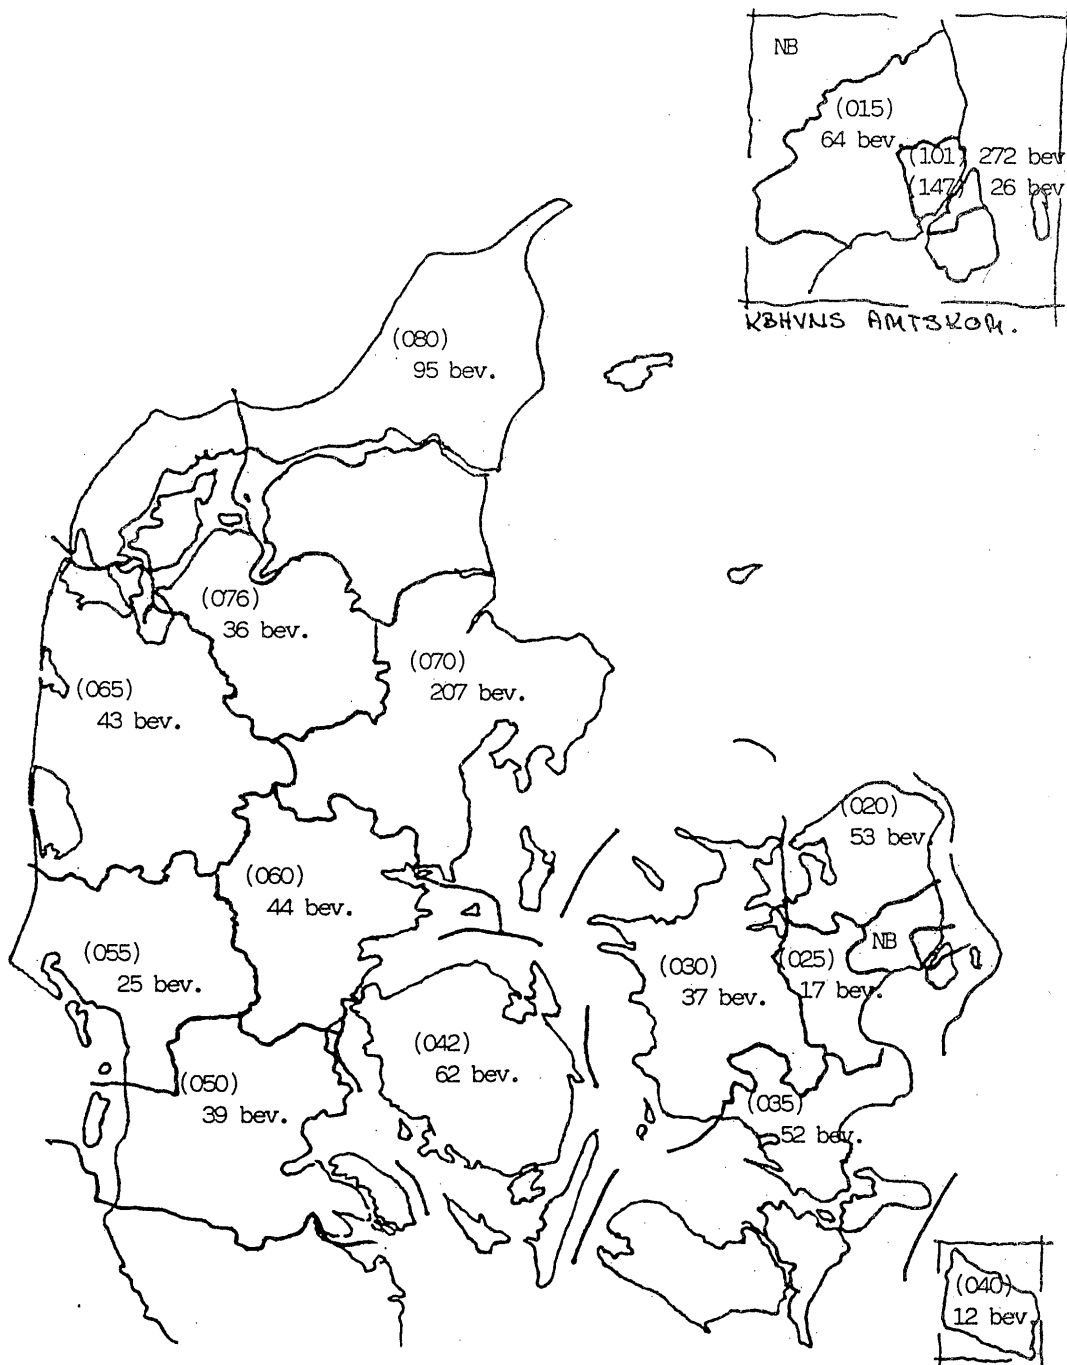 NB
(015)
64 bev.
(101) 272 bev
(147) 26 bev
KBHVNS AMTSKOM.
(080)
95 bev.
(076)
36 bev.
(070)
207 bev.
(065)
43 bev.
(020)
53 bev.
(060)
44 bev.
NB
(055)
25 bev.
(030)
37 bev.
(025)
17 bev.
(042)
62 bev.
(050)
39 bev.
(035)
52 bev.
(040)
12 bev.